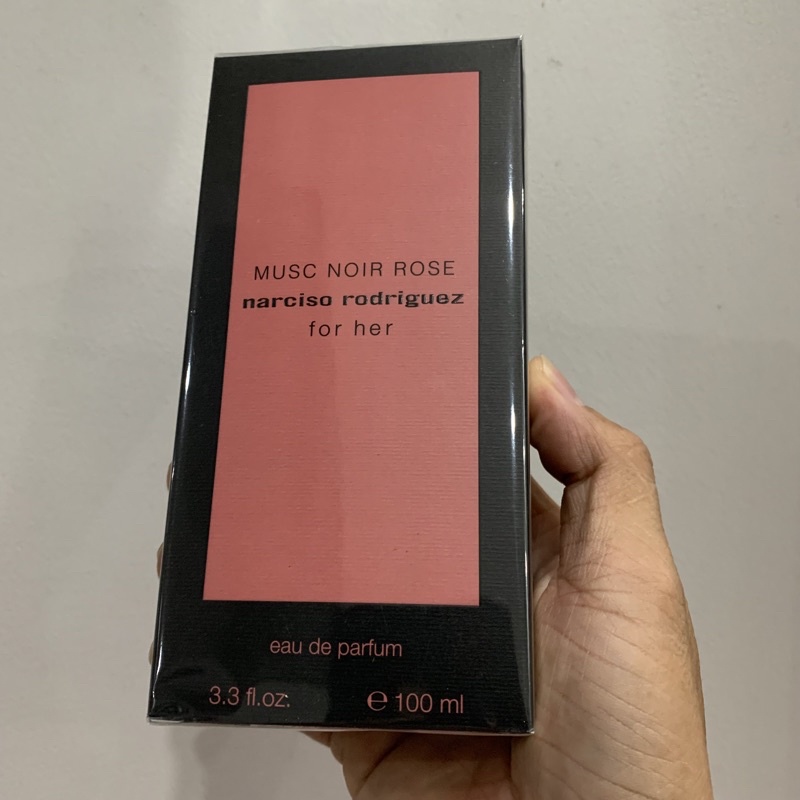 MUSC NOIR ROSE
narciso rodriguez
for her
eau de parfum
3.3 fl.oz. ℮ 100 ml